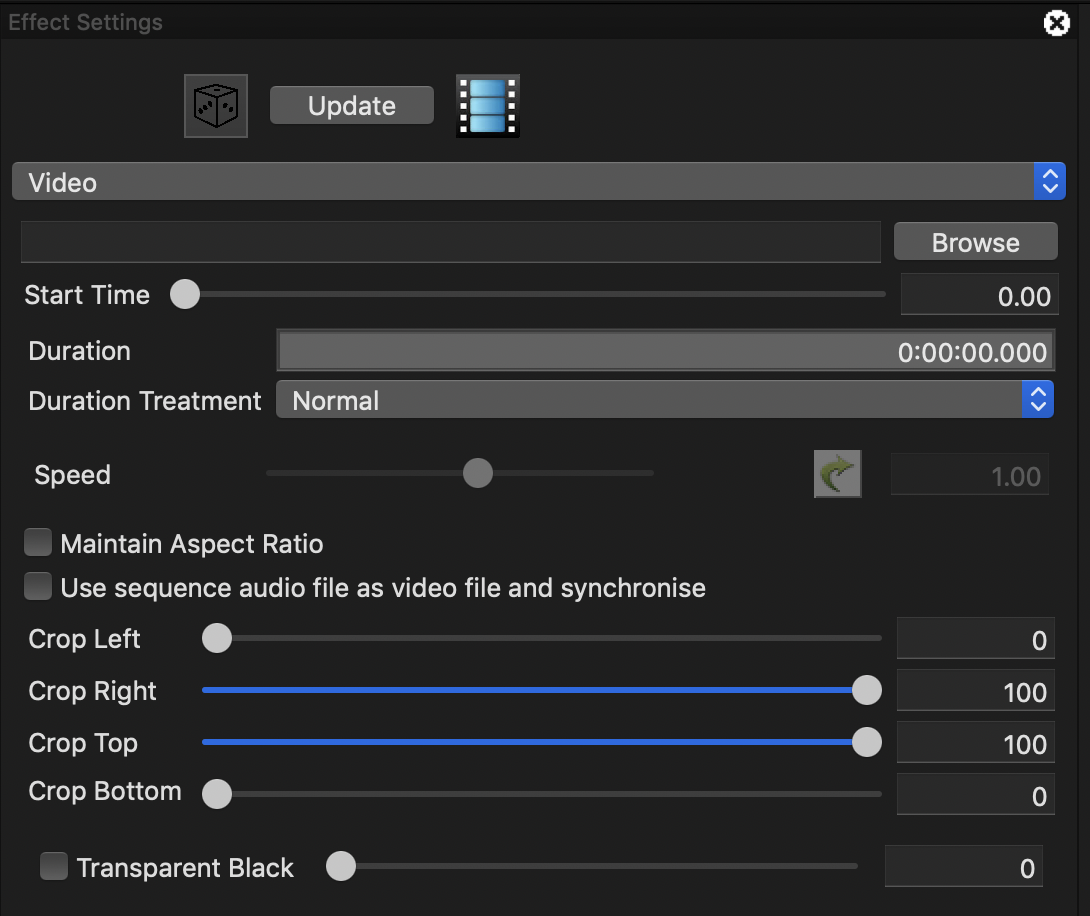 Effect Settings
Update
Video
Browse
Start Time 0.00
Duration 0:00:00.000
Duration Treatment Normal
Speed 1.00
Maintain Aspect Ratio
Use sequence audio file as video file and synchronise
Crop Left 0
Crop Right 100
Crop Top 100
Crop Bottom 0
Transparent Black 0